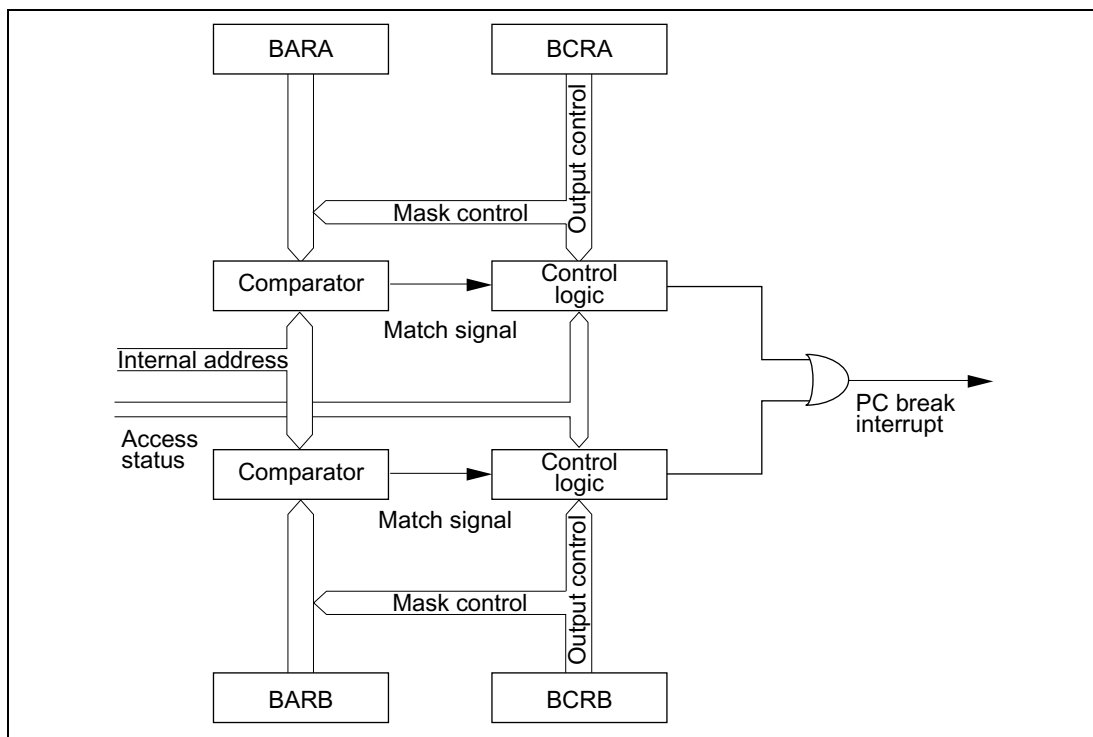 BARA
BCRA
Output control
Mask control
Comparator
Control
logic
Match signal
Internal address
Access
status
PC break
interrupt
Comparator
Control
logic
Match signal
Output control
Mask control
BARB
BCRB